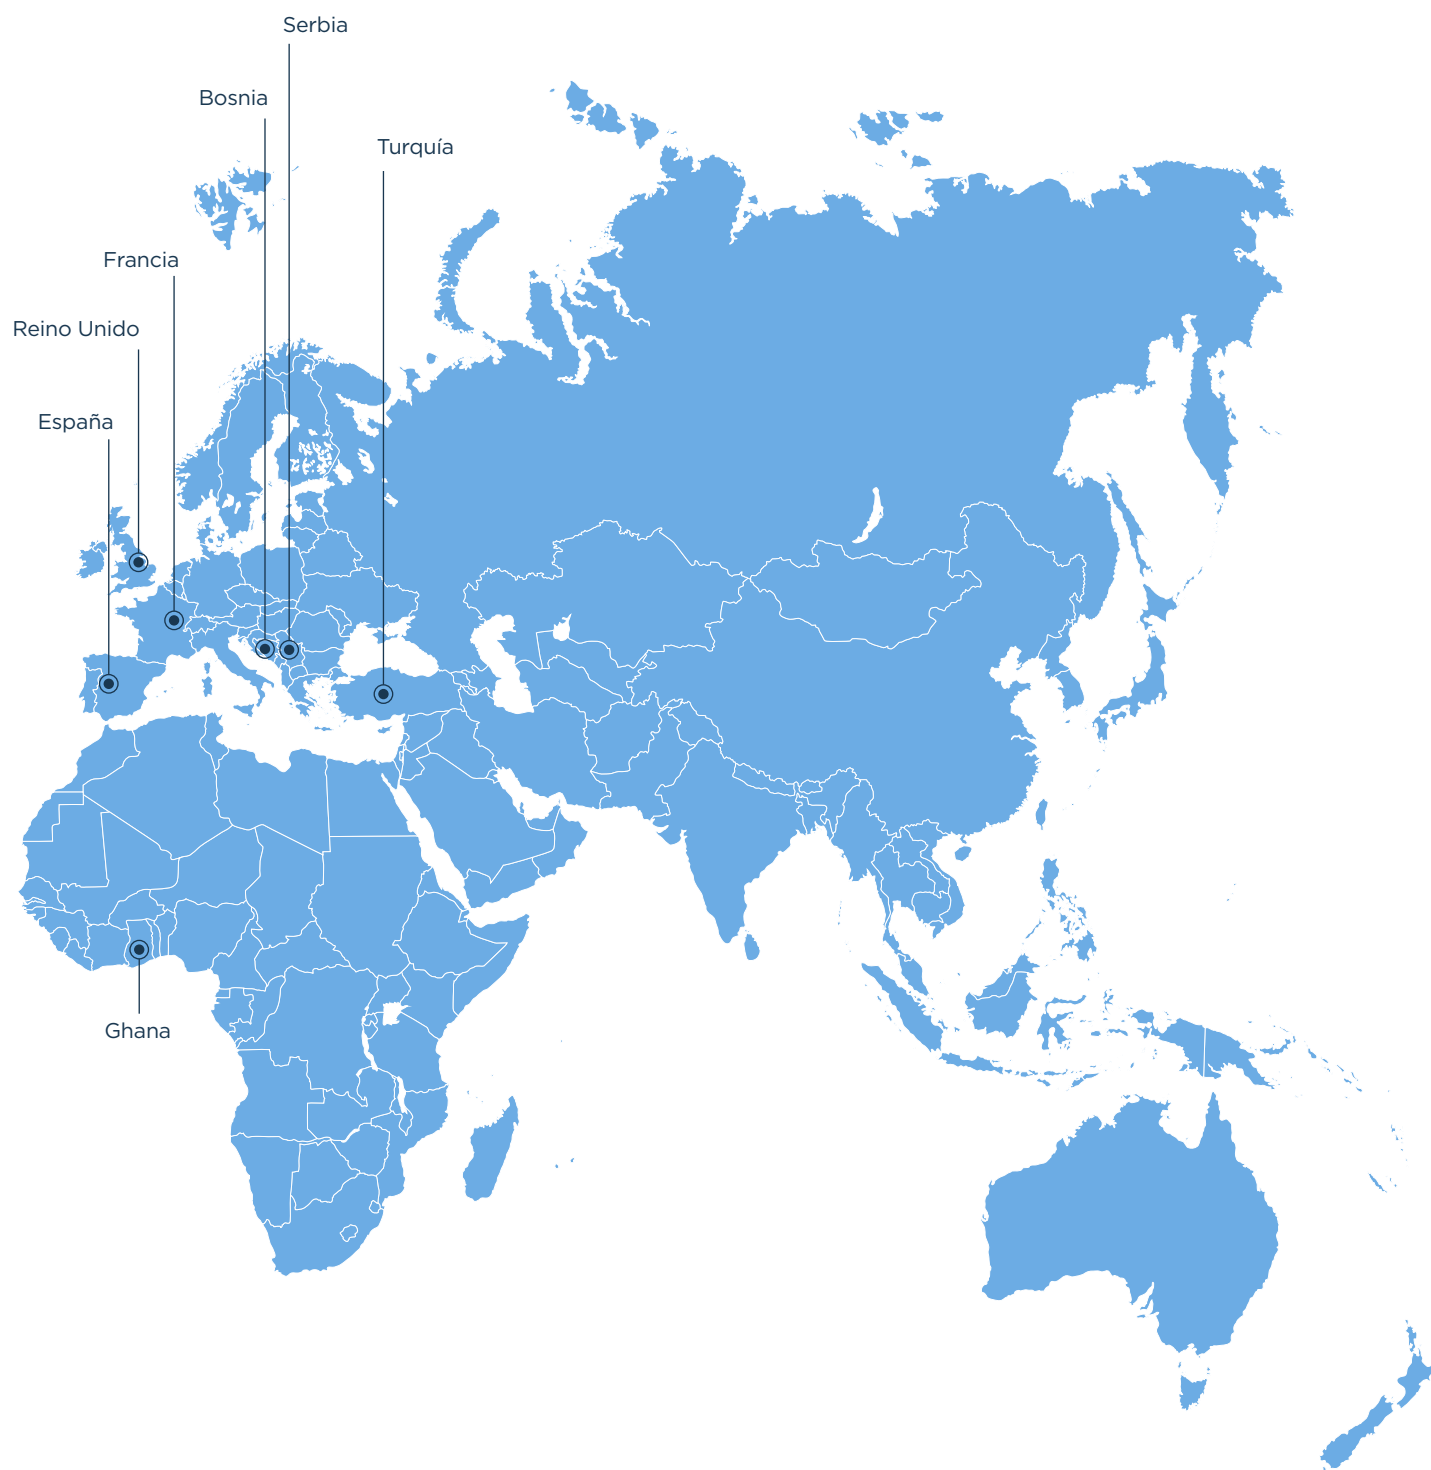 Serbia
Bosnia
Turquía
Francia
Reino Unido
España
Ghana